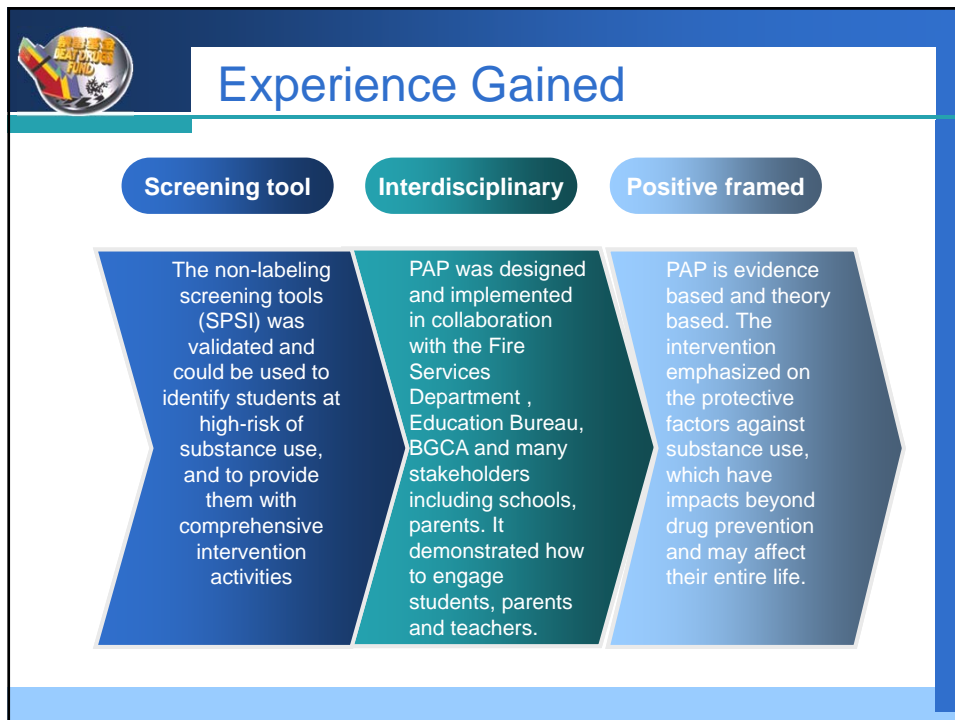 BEAT DRUGS
FUND
Experience Gained
Screening tool
The non-labeling
screening tools
(SPSI) was
validated and
could be used to
identify students at
high-risk of
substance use,
and to provide
them with
comprehensive
intervention
activities
Interdisciplinary
PAP was designed
and implemented
in collaboration
with the Fire
Services
Department ,
Education Bureau,
BGCA and many
stakeholders
including schools,
parents. It
demonstrated how
to engage
students, parents
and teachers.
Positive framed
PAP is evidence
based and theory
based. The
intervention
emphasized on
the protective
factors against
substance use,
which have
impacts beyond
drug prevention
and may affect
their entire life.